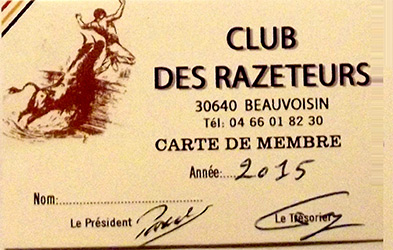 CLUB
DES RAZETEURS
30640 BEAUVOISIN
Tél: 04 66 01 82 30
CARTE DE MEMBRE
Année:......2015
Nom:
Le Président
Le Trésorier